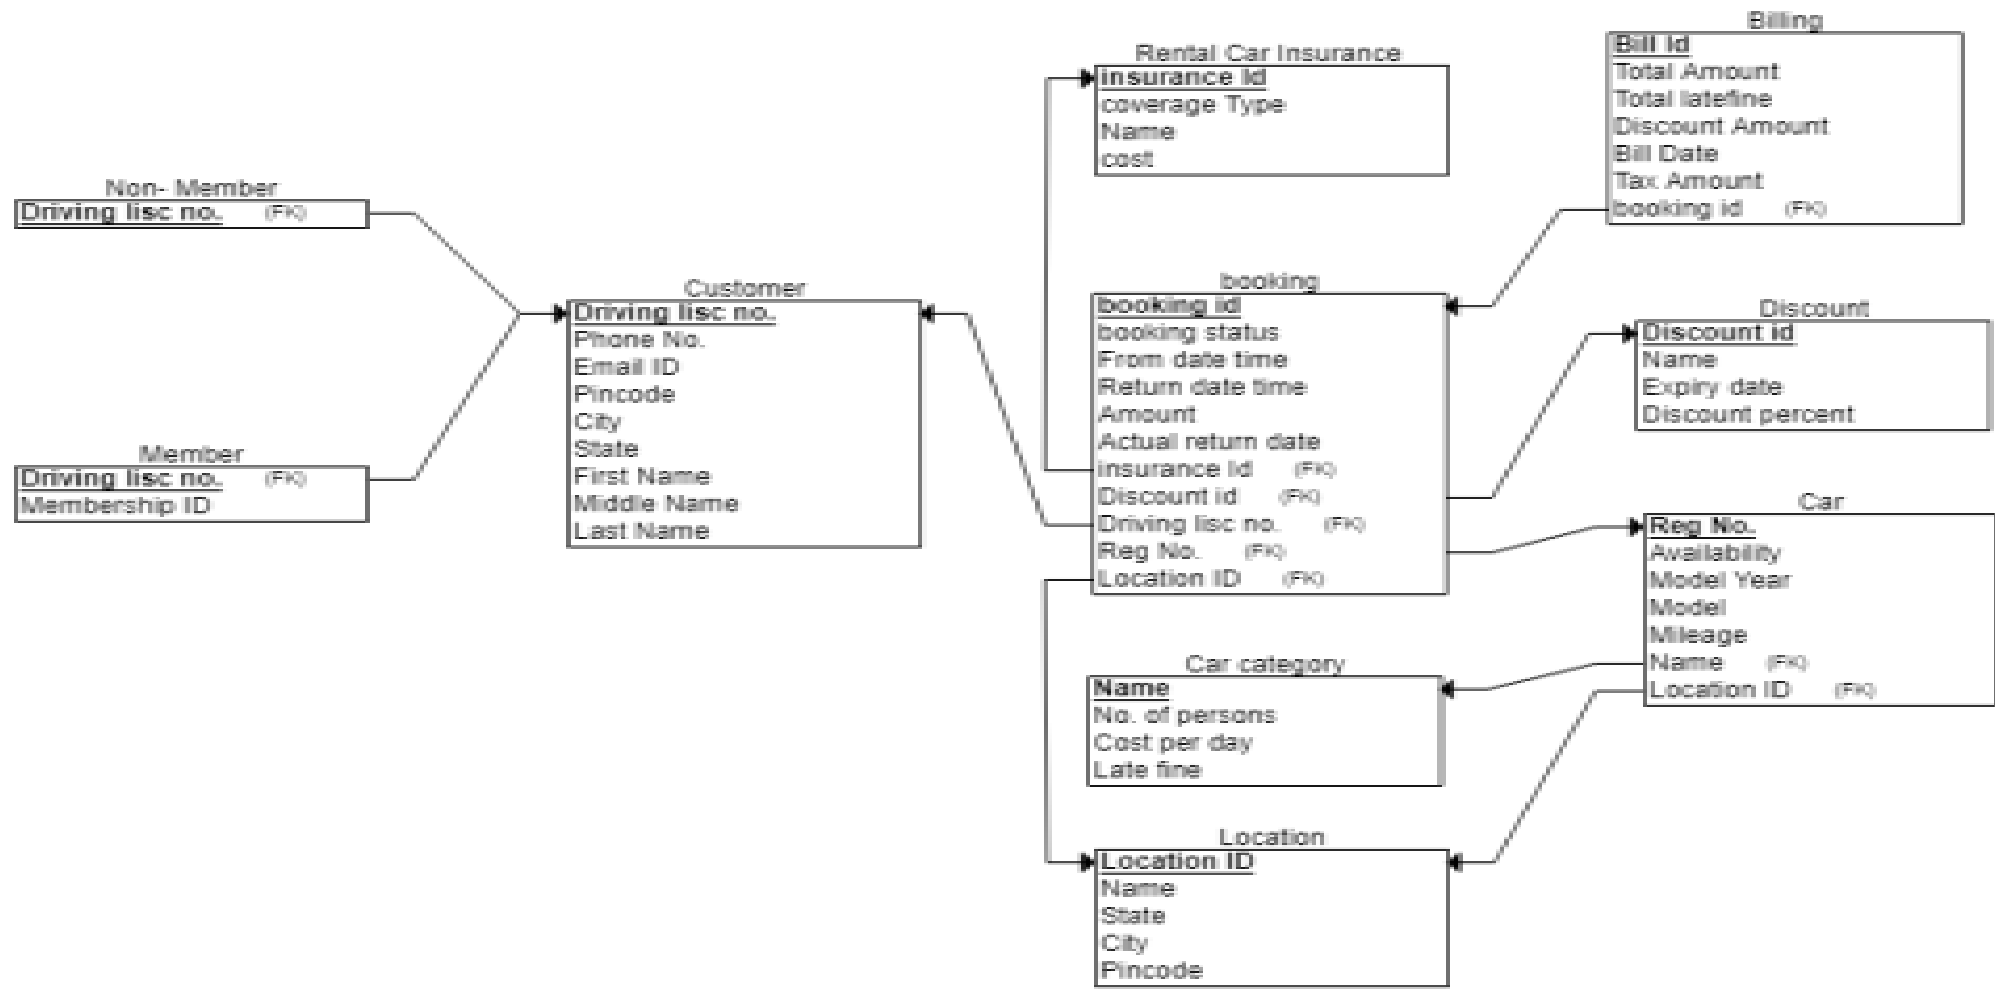 Non- Member
Driving lisc no. (FK)
Member
Driving lisc no. (FK)
Membership ID
Customer
Driving lisc no.
Phone No.
Email ID
Pincode
City
State
First Name
Middle Name
Last Name
Rental Car Insurance
insurance Id
coverage Type
Name
cost
booking
booking id
booking status
From date time
Return date time
Amount
Actual return date
insurance Id (FK)
Discount id (FK)
Driving lisc no. (FK)
Reg No. (FK)
Location ID (FK)
Car category
Name
No. of persons
Cost per day
Late fine
Location
Location ID
Name
State
City
Pincode
Billing
Bill Id
Total Amount
Total latefine
Discount Amount
Bill Date
Tax Amount
booking id (FK)
Discount
Discount id
Name
Expiry date
Discount percent
Car
Reg No.
Availability
Model Year
Model
Mileage
Name (FK)
Location ID (FK)